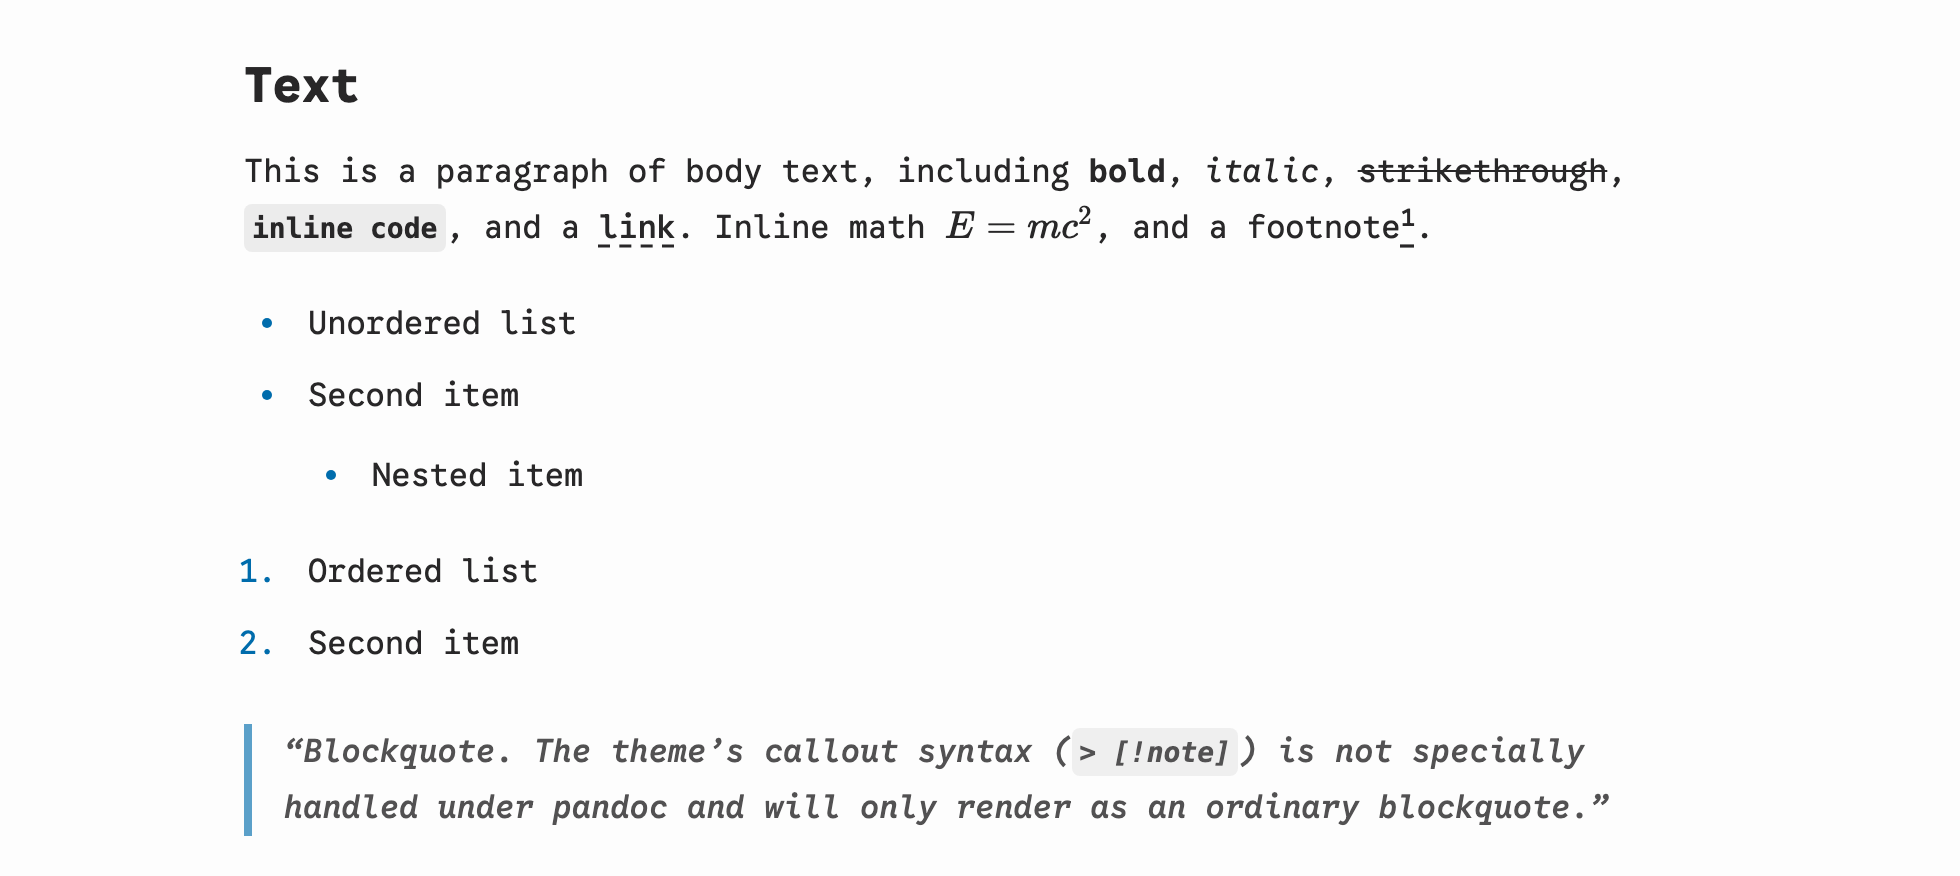 Text
This is a paragraph of body text, including bold, italic, strikethrough,
inline code, and a link. Inline math E = mc², and a footnote¹.
• Unordered list
• Second item
• Nested item
1. Ordered list
2. Second item
“Blockquote. The theme’s callout syntax (> [!note]) is not specially
handled under pandoc and will only render as an ordinary blockquote.”